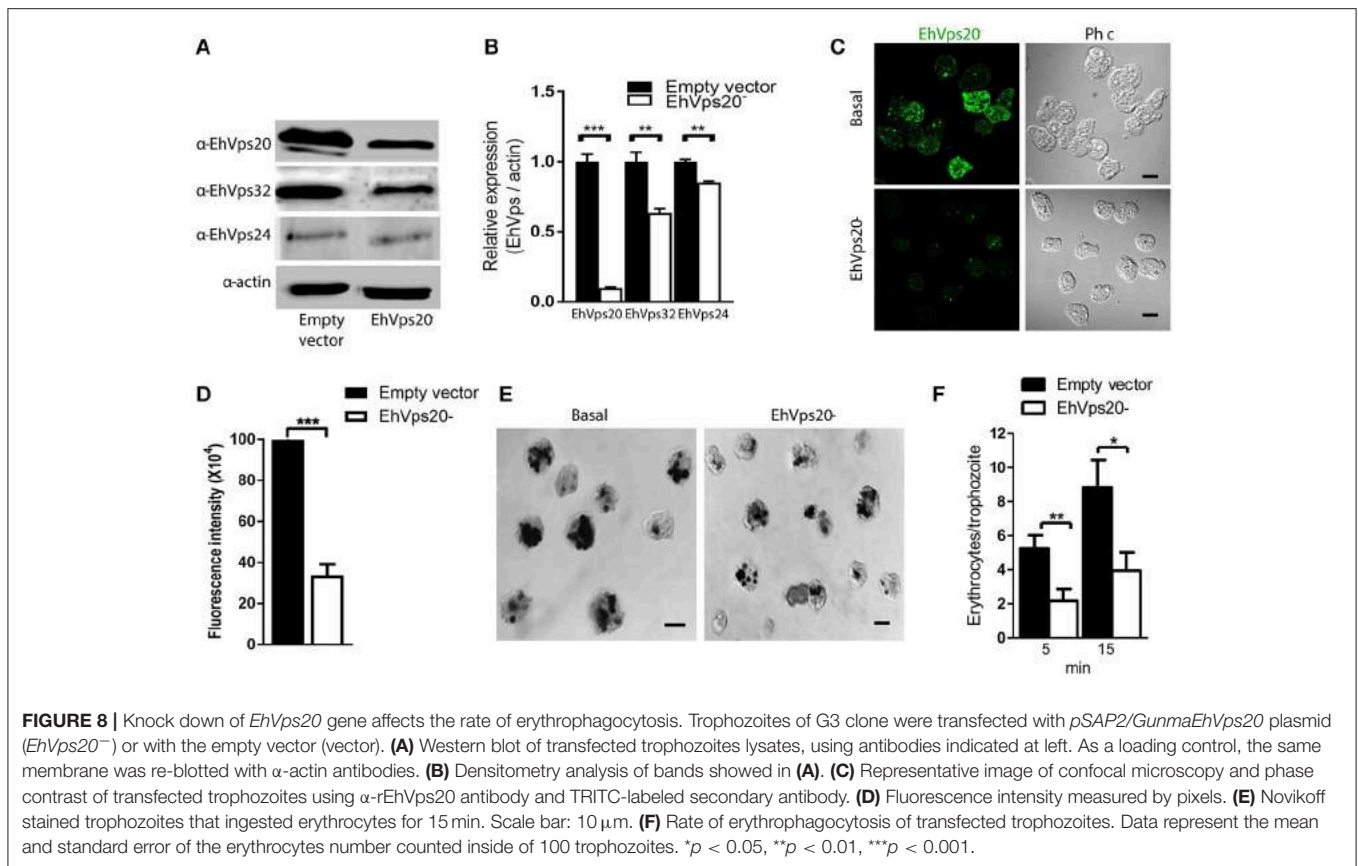 A
α-EhVps20
α-EhVps32
α-EhVps24
α-actin
Empty vector
EhVps20
B
Empty vector
EhVps20-
Relative expression
(EhVps / actin)
1.5
1.0
0.5
0.0
***
**
**
EhVps20 EhVps32 EhVps24
C
EhVps20-
Ph c
Basal
EhVps20-
D
Empty vector
EhVps20-
Fluorescence intensity (X10⁴)
100
80
60
40
20
0
***
E
Basal
EhVps20-
F
Empty vector
EhVps20-
Erythrocytes/trophozoite
12
10
8
6
4
2
0
**
*
5 15
min
FIGURE 8 | Knock down of EhVps20 gene affects the rate of erythrophagocytosis. Trophozoites of G3 clone were transfected with pSAP2/GunmaEhVps20 plasmid
(EhVps20−) or with the empty vector (vector). (A) Western blot of transfected trophozoites lysates, using antibodies indicated at left. As a loading control, the same
membrane was re-blotted with α-actin antibodies. (B) Densitometry analysis of bands showed in (A). (C) Representative image of confocal microscopy and phase
contrast of transfected trophozoites using α-rEhVps20 antibody and TRITC-labeled secondary antibody. (D) Fluorescence intensity measured by pixels. (E) Novikoff
stained trophozoites that ingested erythrocytes for 15 min. Scale bar: 10 μm. (F) Rate of erythrophagocytosis of transfected trophozoites. Data represent the mean
and standard error of the erythrocytes number counted inside of 100 trophozoites. *p < 0.05, **p < 0.01, ***p < 0.001.